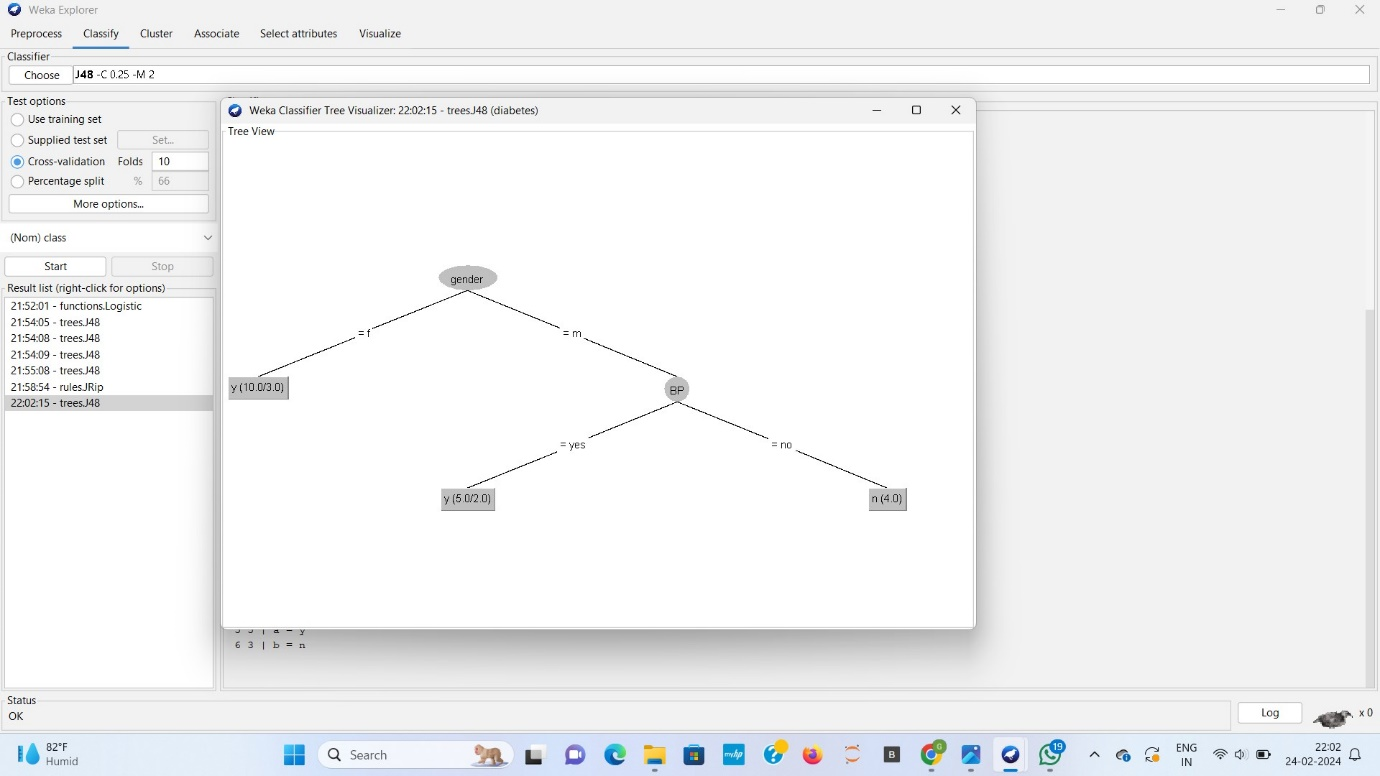 Weka Explorer
Preprocess Classify Cluster Associate Select attributes Visualize
Classifier
Choose J48 -C 0.25 -M 2
Test options
Use training set
Supplied test set Set...
Cross-validation Folds 10
Percentage split % 66
More options...
(Nom) class
Start Stop
Result list (right-click for options)
21:52:01 - functions.Logistic
21:54:05 - trees.J48
21:54:08 - trees.J48
21:54:09 - trees.J48
21:55:08 - trees.J48
21:58:54 - rules.JRip
22:02:15 - trees.J48
Weka Classifier Tree Visualizer: 22:02:15 - trees.J48 (diabetes)
Tree View
gender
= f = m
y (10.0/3.0) BP
= yes = no
y (5.0/2.0) n (4.0)
| a = y
6 3 | b = n
Status
OK
Log x 0
82°F
Humid
Search
B
19
ENG
IN
22:02
24-02-2024